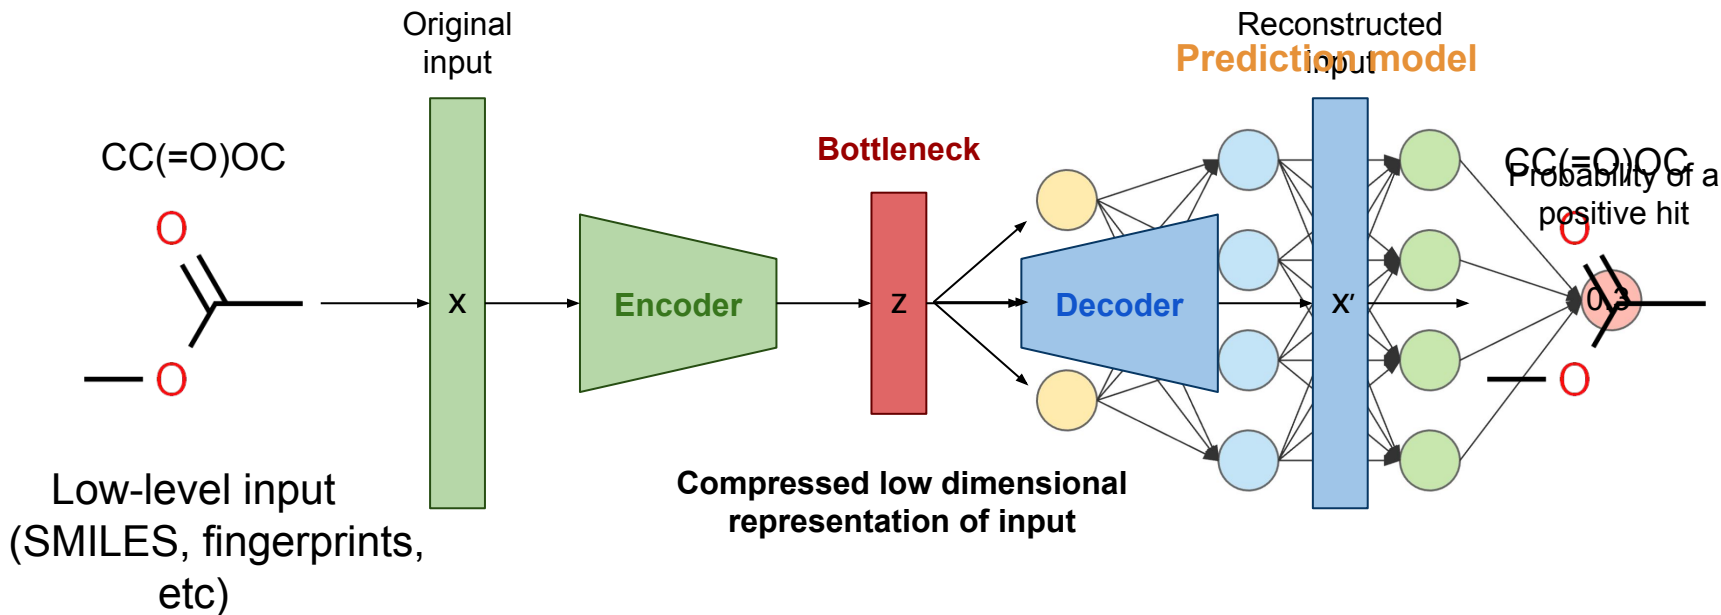 Original
input
Reconstructed
input
Prediction model
CC(=O)OC
Bottleneck
CC(=O)OC
Probability of a
positive hit
O
O
x
Encoder
z
Decoder
x′
0.3
O
O
Low-level input
(SMILES, fingerprints,
etc)
Compressed low dimensional
representation of input